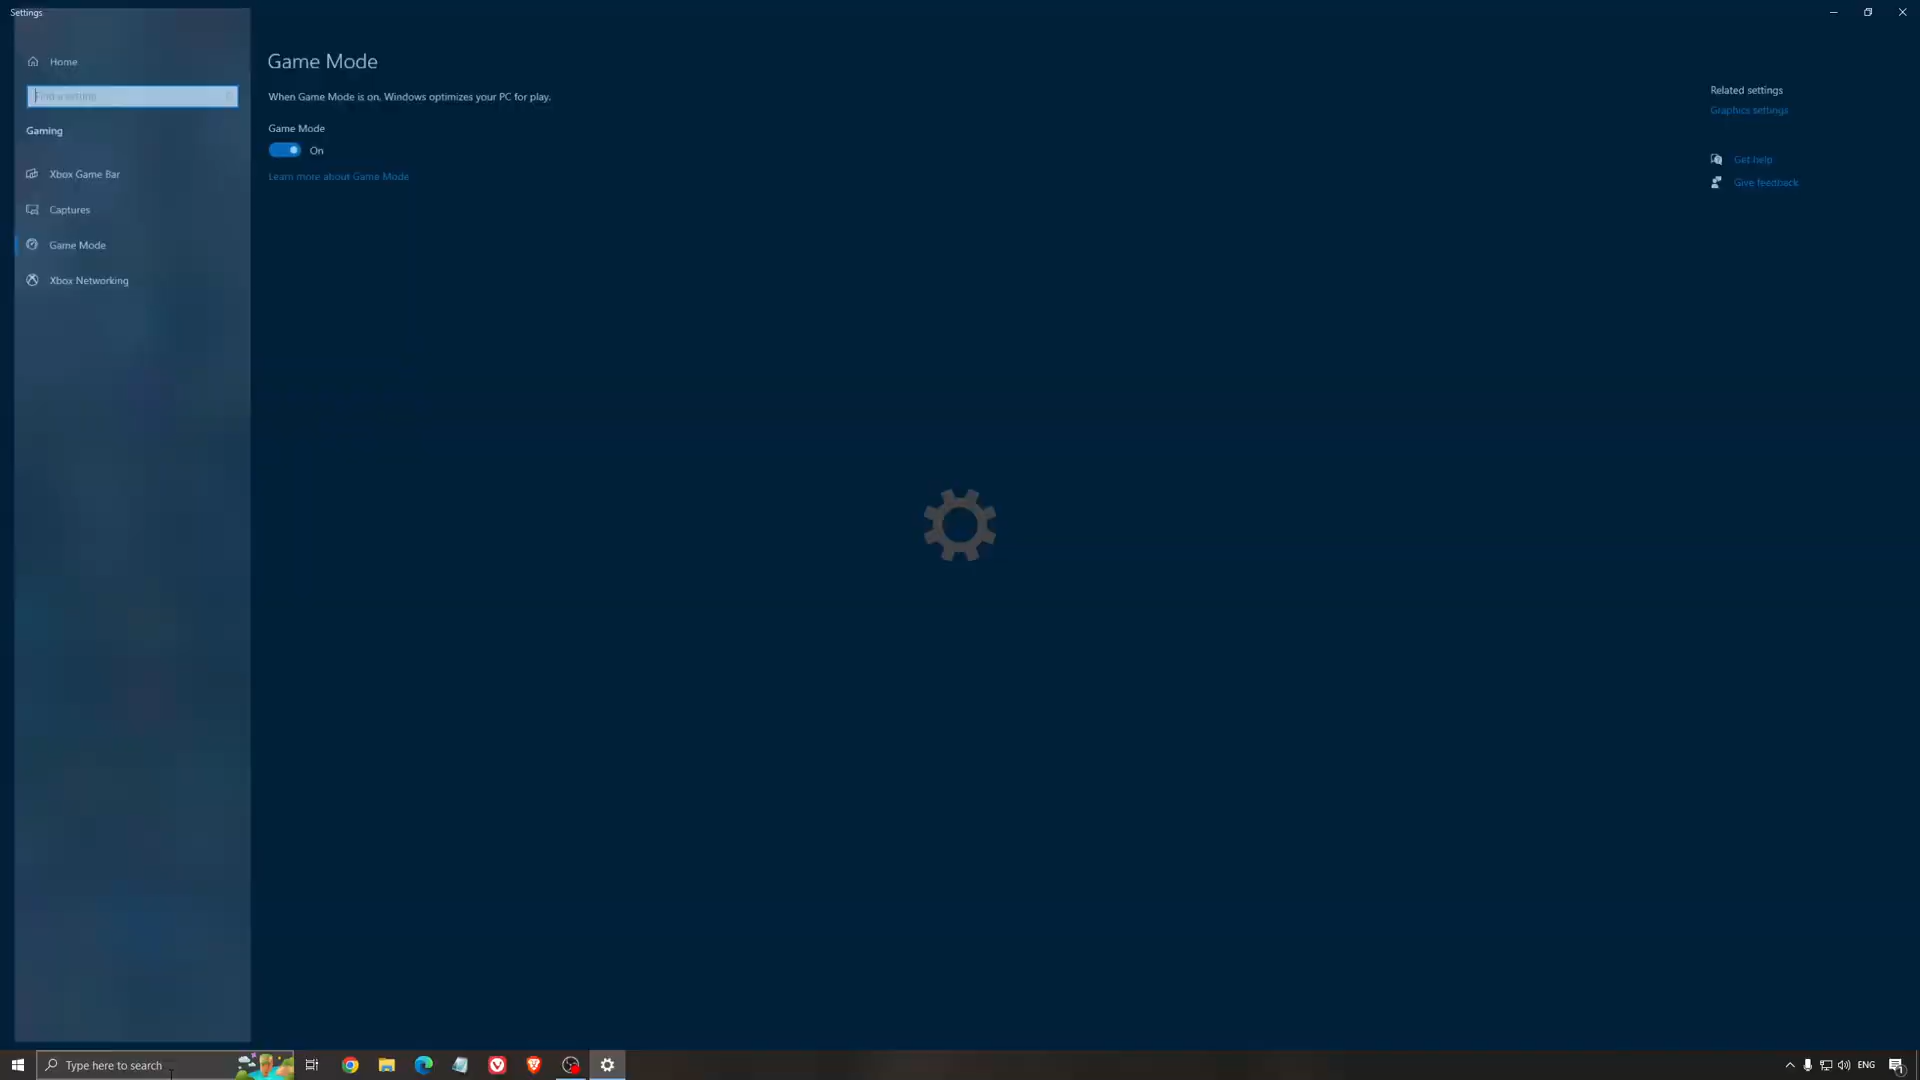 Settings
Home
Find a setting
Gaming
Xbox Game Bar
Captures
Game Mode
Xbox Networking
Game Mode
When Game Mode is on, Windows optimizes your PC for play.
Game Mode
On
Learn more about Game Mode
Related settings
Graphics settings
Get help
Give feedback
Type here to search
ENG